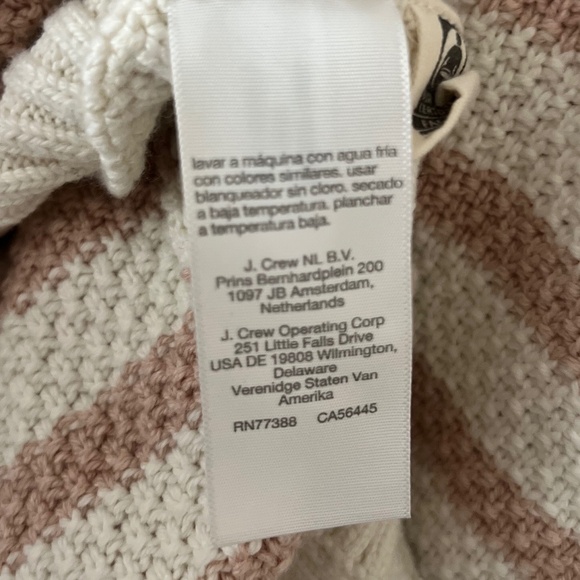 lavar a máquina con agua fría
con colores similares. usar
blanqueador sin cloro. secado
a baja temperatura. planchar
a temperatura baja.
J. Crew NL B.V.
Prins Bernhardplein 200
1097 JB Amsterdam,
Netherlands
J. Crew Operating Corp
251 Little Falls Drive
USA DE 19808 Wilmington,
Delaware
Verenidge Staten Van
Amerika
RN77388 CA56445